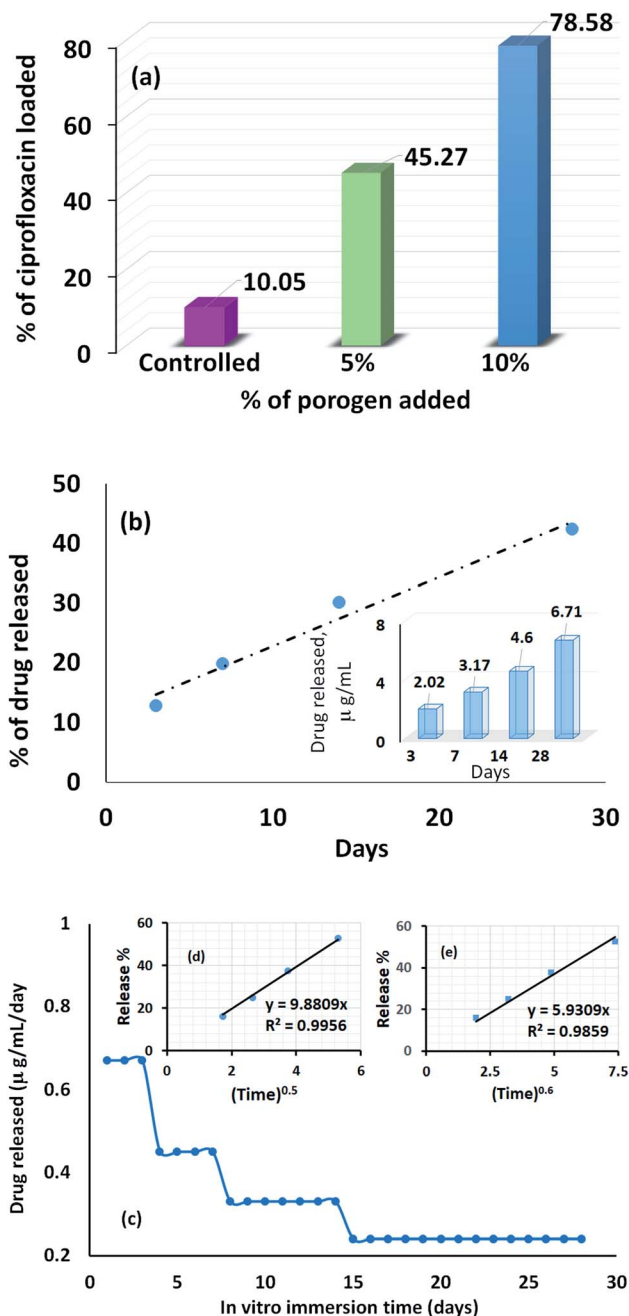 (a)
% of ciprofloxacin loaded
80
60
40
20
0
10.05
45.27
78.58
Controlled 5% 10%
% of porogen added
(b)
% of drug released
50
40
30
20
10
0
0 10 20 30
Days
Drug released,
μ g/mL
8
4
0
2.02
3.17
4.6
6.71
3 7 14 28
Days
Drug released (μ g/mL/day
1
0.8
0.6
0.4
0.2
(c)
0 5 10 15 20 25 30
In vitro immersion time (days)
(d)
Release %
60
40
20
0
y = 9.8809x
R² = 0.9956
0 2 4 6
(Time)⁰·⁵
(e)
Release %
60
40
20
0
y = 5.9309x
R² = 0.9859
0 2.5 5 7.5
(Time)⁰·⁶